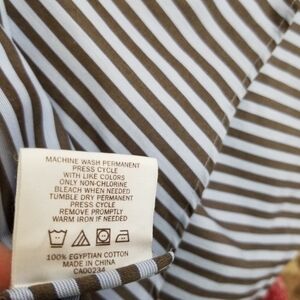 MACHINE WASH PERMANENT
PRESS CYCLE
WITH LIKE COLORS
ONLY NON-CHLORINE
BLEACH WHEN NEEDED
TUMBLE DRY PERMANENT
PRESS CYCLE
REMOVE PROMPTLY
WARM IRON IF NEEDED
100% EGYPTIAN COTTON
MADE IN CHINA
CA00234